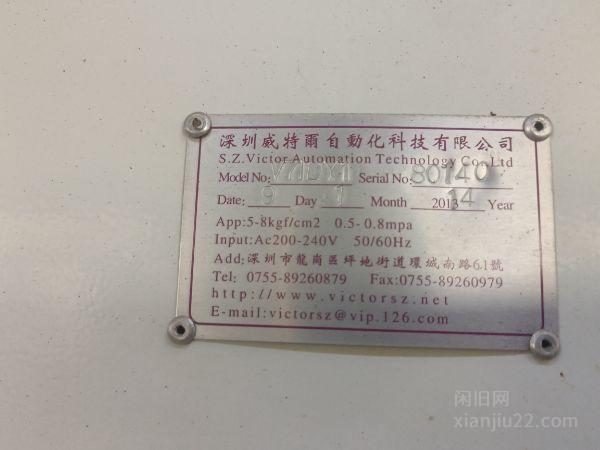 深圳威特爾自動化科技有限公司
S.Z.Victor Automation Technology Co., Ltd
Model No: Serial No: 80140
Date: 9 Day 1 Month 2013 14 Year
App:5-8kgf/cm2 0.5-0.8mpa
Input:Ac200-240V 50/60Hz
Add:深圳市龍崗區坪地街道環城南路61號
Tel: 0755-89260879 Fax:0755-89260979
http://www.victorsz.net
E-mail:victorsz@vip.126.com
闲旧网
xianjiu22.com